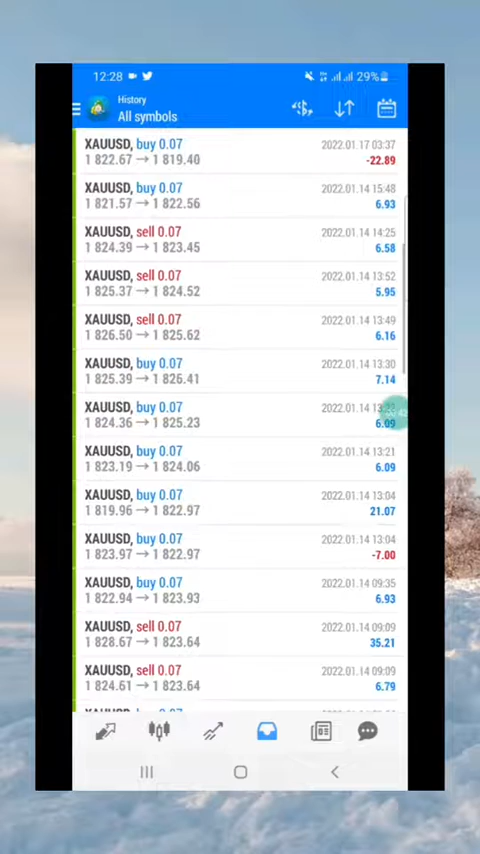 12:28
29%
History
All symbols
XAUUSD, buy 0.07 2022.01.17 03:37
1 822.67 → 1 819.40 -22.89
XAUUSD, buy 0.07 2022.01.14 15:48
1 821.57 → 1 822.56 6.93
XAUUSD, sell 0.07 2022.01.14 14:25
1 824.39 → 1 823.45 6.58
XAUUSD, sell 0.07 2022.01.14 13:52
1 825.37 → 1 824.52 5.95
XAUUSD, sell 0.07 2022.01.14 13:49
1 826.50 → 1 825.62 6.16
XAUUSD, buy 0.07 2022.01.14 13:30
1 825.39 → 1 826.41 7.14
XAUUSD, buy 0.07 2022.01.14
1 824.36 → 1 825.23 6.09
XAUUSD, buy 0.07 2022.01.14 13:21
1 823.19 → 1 824.06 6.09
XAUUSD, buy 0.07 2022.01.14 13:04
1 819.96 → 1 822.97 21.07
XAUUSD, buy 0.07 2022.01.14 13:04
1 823.97 → 1 822.97 -7.00
XAUUSD, buy 0.07 2022.01.14 09:35
1 822.94 → 1 823.93 6.93
XAUUSD, sell 0.07 2022.01.14 09:09
1 828.67 → 1 823.64 35.21
XAUUSD, sell 0.07 2022.01.14 09:09
1 824.61 → 1 823.64 6.79